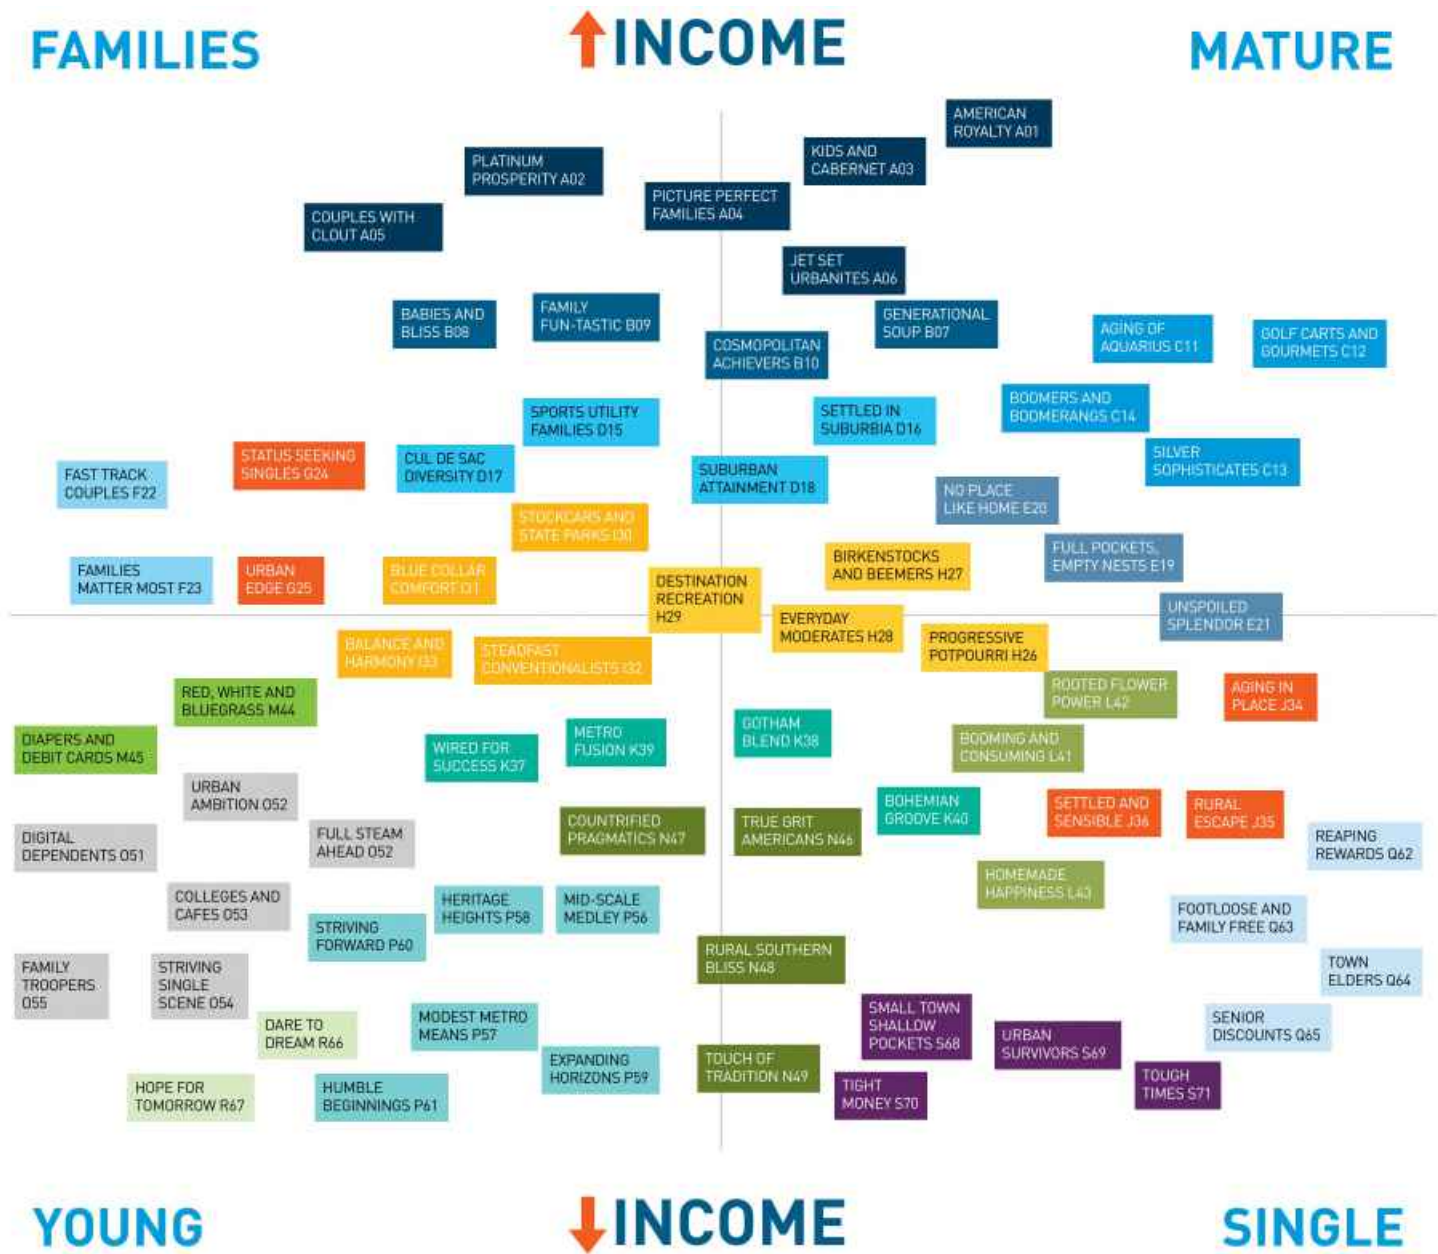 FAMILIES
INCOME
MATURE
AMERICAN
ROYALTY A01
KIDS AND
CABERNET A03
PLATINUM
PROSPERITY A02
PICTURE PERFECT
FAMILIES A04
COUPLES WITH
CLOUT A05
JET SET
URBANITES A06
BABIES AND
BLISS B08
FAMILY
FUN-TASTIC B09
GENERATIONAL
SOUP B07
COSMOPOLITAN
ACHIEVERS B10
AGING OF
AQUARIUS C11
GOLF CARTS AND
GOURMETS C12
SPORTS UTILITY
FAMILIES D15
SETTLED IN
SUBURBIA D16
BOOMERS AND
BOOMERANGS C14
FAST TRACK
COUPLES F22
STATUS SEEKING
SINGLES G24
CUL DE SAC
DIVERSITY D17
SUBURBAN
ATTAINMENT D18
SILVER
SOPHISTICATES C13
NO PLACE
LIKE HOME E20
STOCKCARS AND
STATE PARKS I30
FULL POCKETS,
EMPTY NESTS E19
FAMILIES
MATTER MOST F23
URBAN
EDGE G25
BLUE COLLAR
COMFORT I31
DESTINATION
RECREATION
H29
BIRKENSTOCKS
AND BEEMERS H27
UNSPOILED
SPLENDOR E21
EVERYDAY
MODERATES H28
PROGRESSIVE
POTPOURRI H26
BALANCE AND
HARMONY I33
STEADFAST
CONVENTIONALISTS I32
RED, WHITE AND
BLUEGRASS M44
ROOTED FLOWER
POWER L42
AGING IN
PLACE J34
DIAPERS AND
DEBIT CARDS M45
WIRED FOR
SUCCESS K37
METRO
FUSION K39
GOTHAM
BLEND K38
BOOMING AND
CONSUMING L41
URBAN
AMBITION O52
DIGITAL
DEPENDENTS O51
FULL STEAM
AHEAD O52
COUNTRIFIED
PRAGMATICS N47
TRUE GRIT
AMERICANS N46
BOHEMIAN
GROOVE K40
SETTLED AND
SENSIBLE J36
RURAL
ESCAPE J35
REAPING
REWARDS Q62
COLLEGES AND
CAFES O53
HERITAGE
HEIGHTS P58
MID-SCALE
MEDLEY P56
HOMEMADE
HAPPINESS L43
STRIVING
FORWARD P60
FOOTLOOSE AND
FAMILY FREE Q63
FAMILY
TROOPERS
O55
STRIVING
SINGLE
SCENE O54
RURAL SOUTHERN
BLISS N48
TOWN
ELDERS Q64
DARE TO
DREAM R66
MODEST METRO
MEANS P57
SMALL TOWN
SHALLOW
POCKETS S68
URBAN
SURVIVORS S69
SENIOR
DISCOUNTS Q65
EXPANDING
HORIZONS P59
TOUCH OF
TRADITION N49
HOPE FOR
TOMORROW R67
HUMBLE
BEGINNINGS P61
TIGHT
MONEY S70
TOUGH
TIMES S71
YOUNG
INCOME
SINGLE